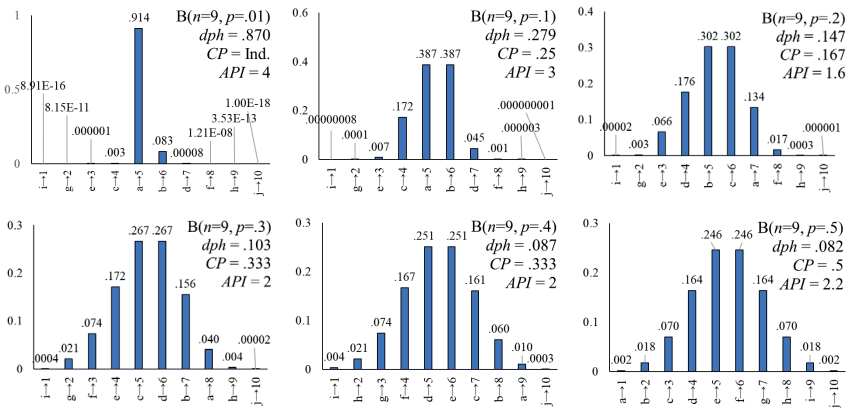 B(n=9, p=.01)
dph = .870
CP = Ind.
API = 4
1
0.5
0
8.91E-16
8.15E-11
.000001
.003
.914
.083
.00008
1.21E-08
3.53E-13
1.00E-18
i→1
g→2
e→3
c→4
a→5
b→6
d→7
f→8
h→9
j→10
B(n=9, p=.1)
dph = .279
CP = .25
API = 3
0.6
0.4
0.2
0
.00000008
.0001
.007
.172
.387
.387
.045
.001
.000003
.000000001
i→1
g→2
e→3
c→4
a→5
b→6
d→7
f→8
h→9
j→10
B(n=9, p=.2)
dph = .147
CP = .167
API = 1.6
0.4
0.3
0.2
0.1
0
.00002
.003
.066
.176
.302
.302
.134
.017
.0003
.000001
i→1
g→2
e→3
d→4
b→5
c→6
a→7
f→8
h→9
j→10
B(n=9, p=.3)
dph = .103
CP = .333
API = 2
0.3
0.2
0.1
0
.0004
.021
.074
.172
.267
.267
.156
.040
.004
.00002
i→1
g→2
f→3
e→4
c→5
d→6
b→7
a→8
h→9
j→10
B(n=9, p=.4)
dph = .087
CP = .333
API = 2
0.3
0.2
0.1
0
.004
.021
.074
.167
.251
.251
.161
.060
.010
.0003
i→1
h→2
g→3
f→4
d→5
e→6
c→7
b→8
a→9
j→10
B(n=9, p=.5)
dph = .082
CP = .5
API = 2.2
0.3
0.2
0.1
0
.002
.018
.070
.164
.246
.246
.164
.070
.018
.002
a→1
b→2
c→3
d→4
e→5
f→6
g→7
h→8
i→9
j→10